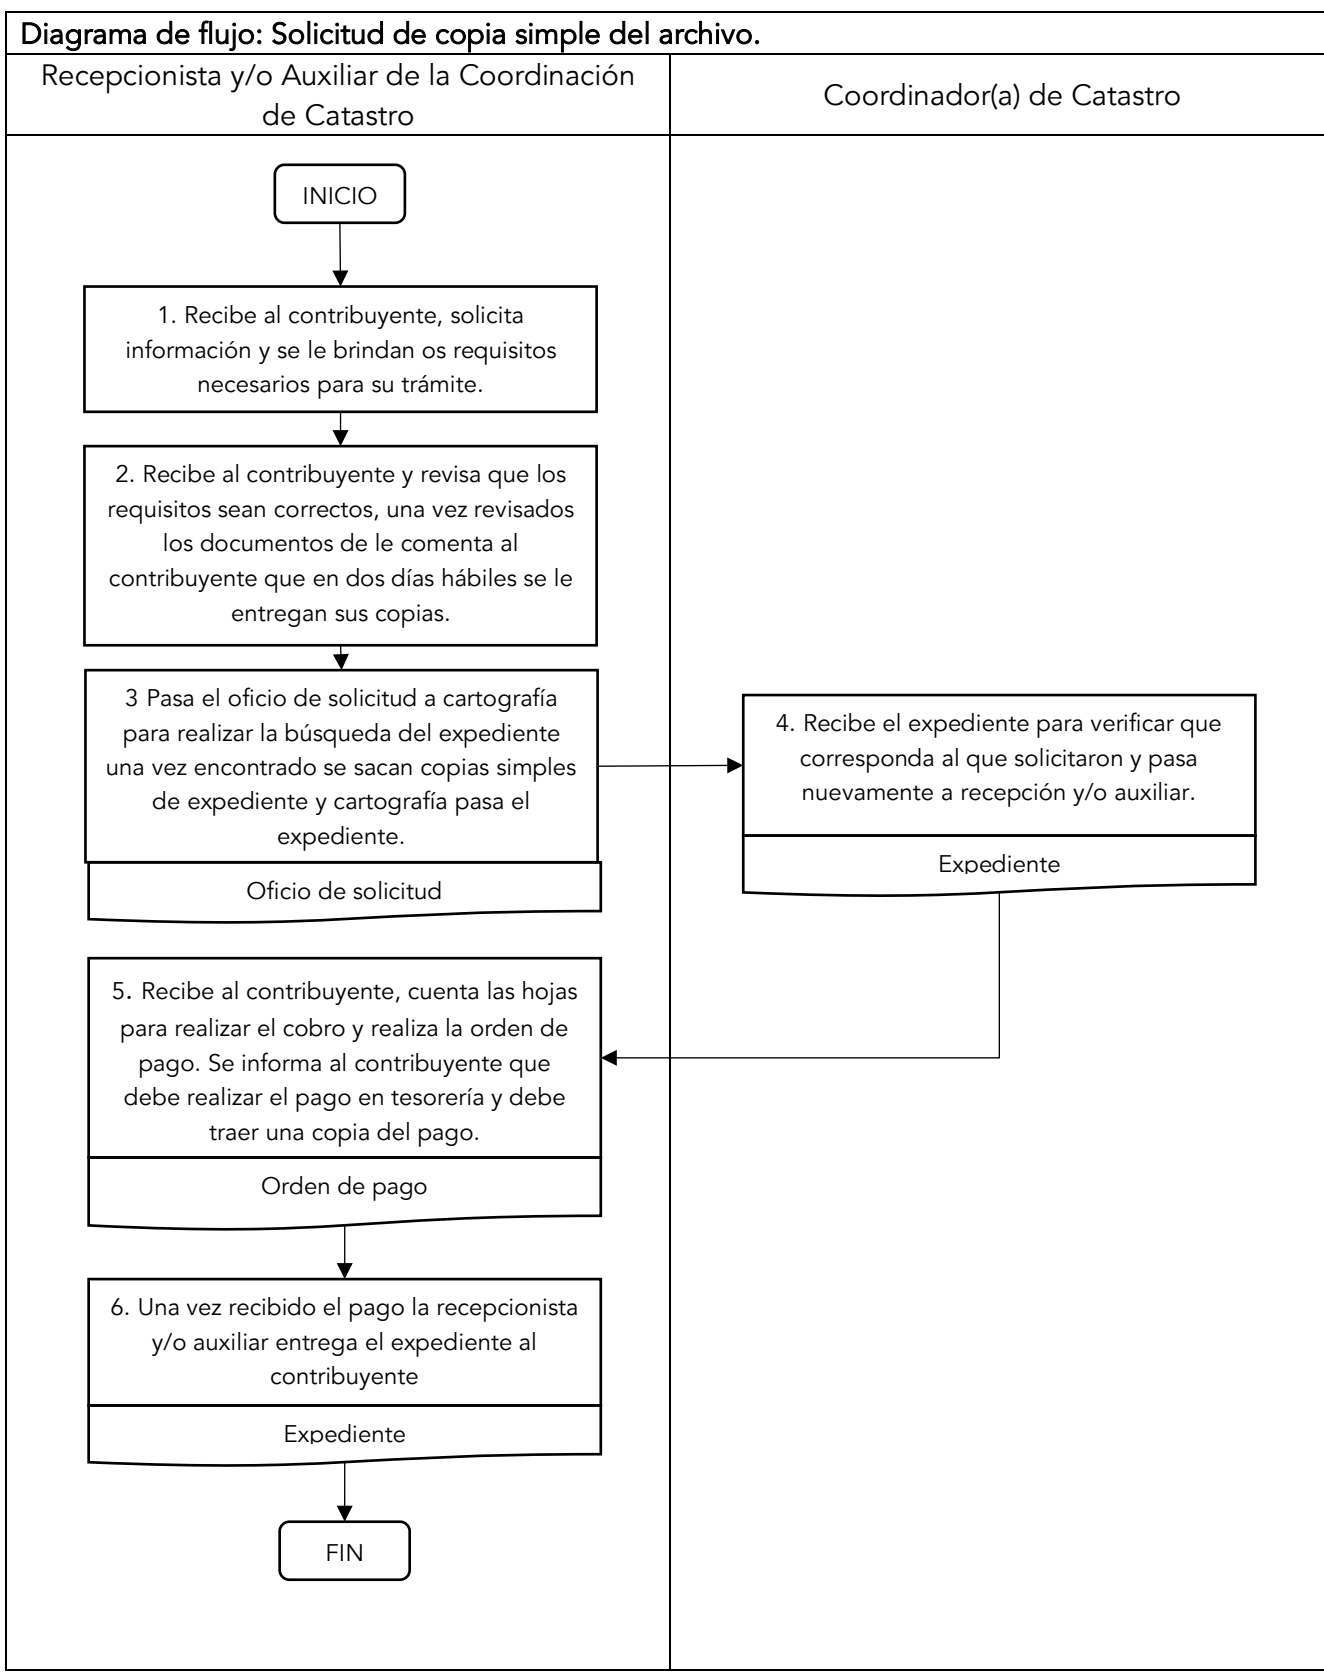 Diagrama de flujo: Solicitud de copia simple del archivo.
Recepcionista y/o Auxiliar de la Coordinación
de Catastro
Coordinador(a) de Catastro
INICIO
1. Recibe al contribuyente, solicita
información y se le brindan os requisitos
necesarios para su trámite.
2. Recibe al contribuyente y revisa que los
requisitos sean correctos, una vez revisados
los documentos de le comenta al
contribuyente que en dos días hábiles se le
entregan sus copias.
3 Pasa el oficio de solicitud a cartografía
para realizar la búsqueda del expediente
una vez encontrado se sacan copias simples
de expediente y cartografía pasa el
expediente.
Oficio de solicitud
4. Recibe el expediente para verificar que
corresponda al que solicitaron y pasa
nuevamente a recepción y/o auxiliar.
Expediente
5. Recibe al contribuyente, cuenta las hojas
para realizar el cobro y realiza la orden de
pago. Se informa al contribuyente que
debe realizar el pago en tesorería y debe
traer una copia del pago.
Orden de pago
6. Una vez recibido el pago la recepcionista
y/o auxiliar entrega el expediente al
contribuyente
Expediente
FIN